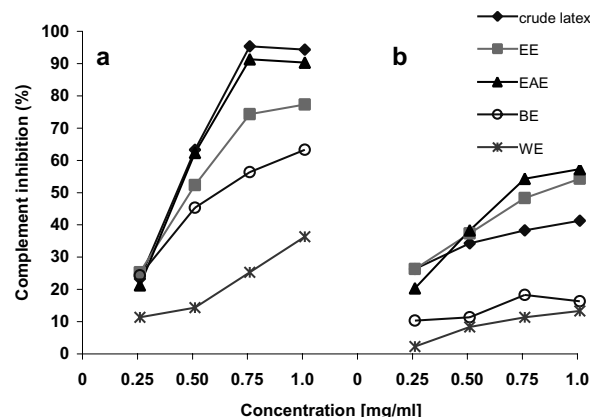 100
90
80
70
60
50
40
30
20
10
0
Complement inhibition (%)
a
b
crude latex
EE
EAE
BE
WE
0 0.25 0.50 0.75 1.0 0 0.25 0.50 0.75 1.0
Concentration [mg/ml]